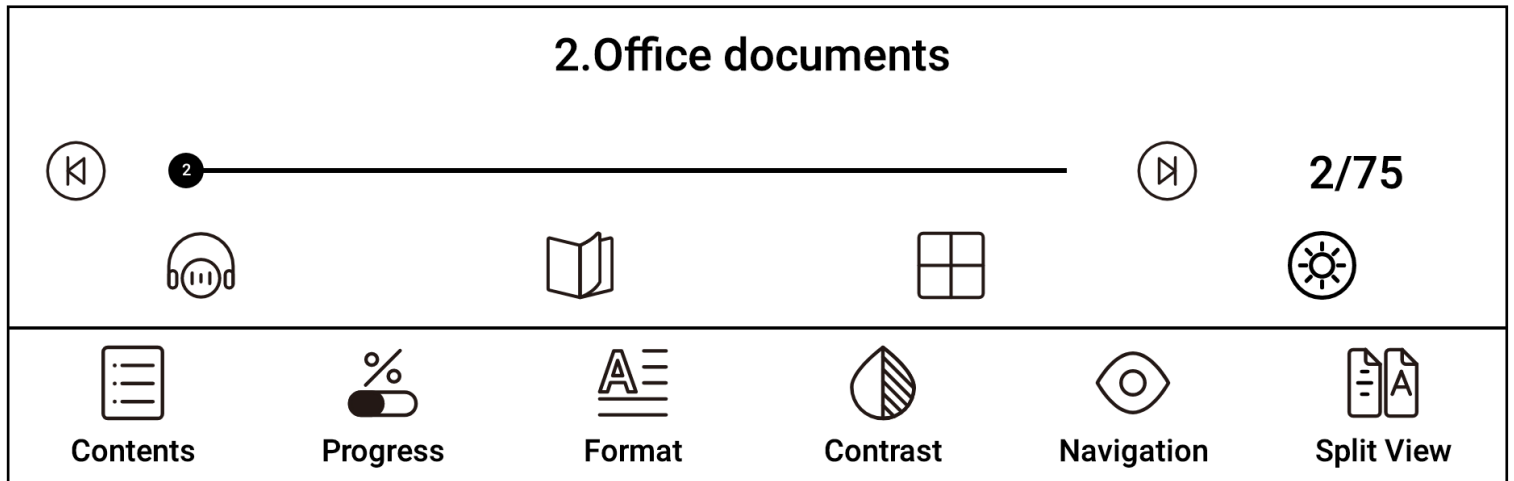 2.Office documents
2
2/75
Contents Progress Format Contrast Navigation Split View